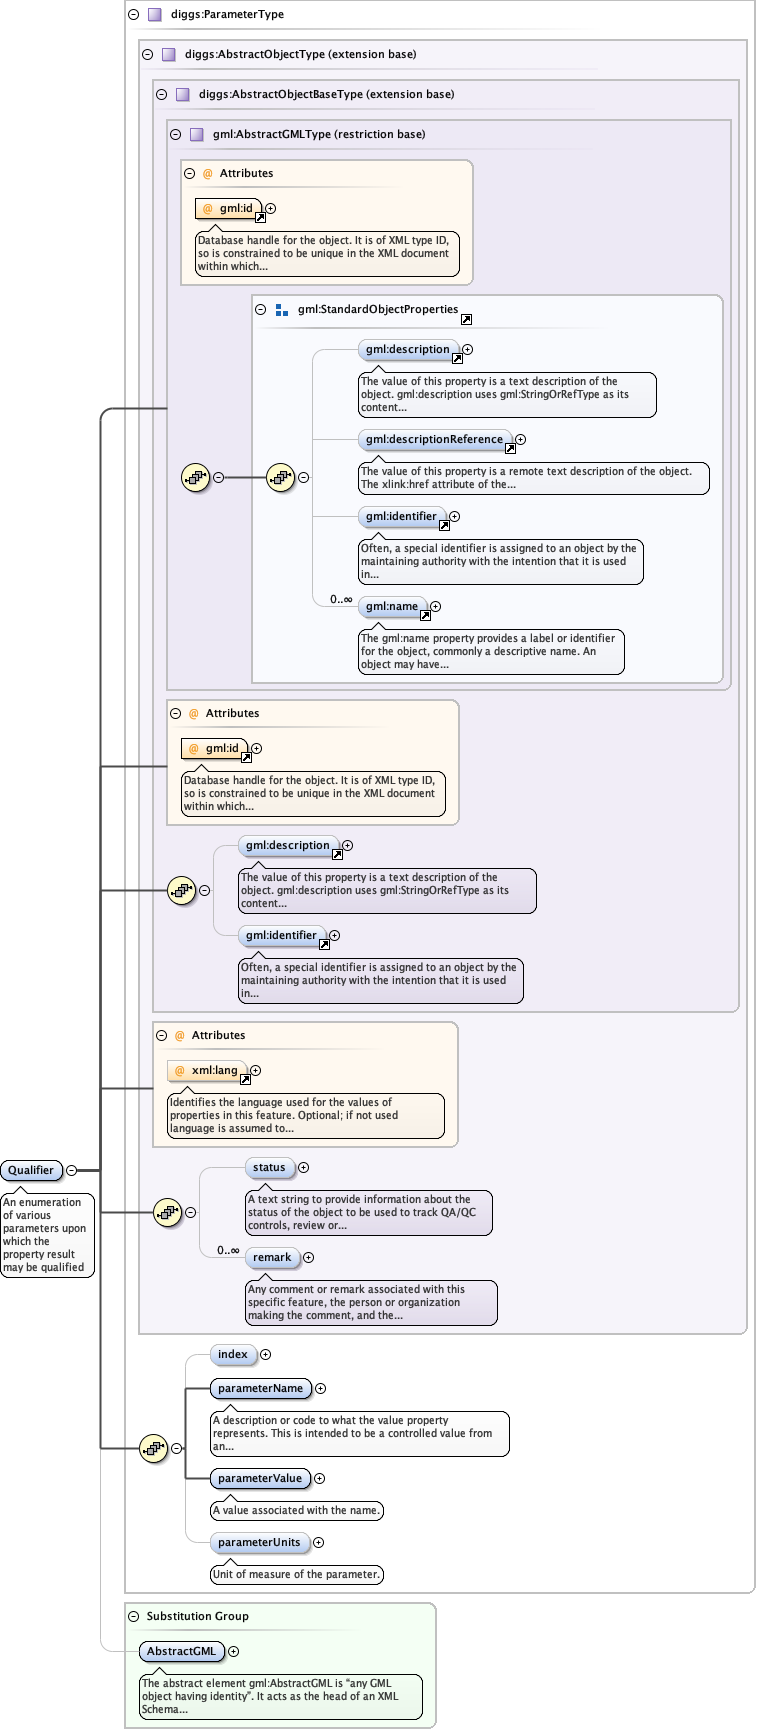 diggs:ParameterType
diggs:AbstractObjectType (extension base)
diggs:AbstractObjectBaseType (extension base)
gml:AbstractGMLType (restriction base)
@ Attributes
@ gml:id
Database handle for the object. It is of XML type ID,
so is constrained to be unique in the XML document
within which...
gml:StandardObjectProperties
gml:description
The value of this property is a text description of the
object. gml:description uses gml:StringOrRefType as its
content...
gml:descriptionReference
The value of this property is a remote text description of the object.
The xlink:href attribute of the...
gml:identifier
Often, a special identifier is assigned to an object by the
maintaining authority with the intention that it is used
in...
0..∞
gml:name
The gml:name property provides a label or identifier
for the object, commonly a descriptive name. An
object may have...
@ Attributes
@ gml:id
Database handle for the object. It is of XML type ID,
so is constrained to be unique in the XML document
within which...
gml:description
The value of this property is a text description of the
object. gml:description uses gml:StringOrRefType as its
content...
gml:identifier
Often, a special identifier is assigned to an object by the
maintaining authority with the intention that it is used
in...
@ Attributes
@ xml:lang
Identifies the language used for the values of
properties in this feature. Optional; if not used
language is assumed to...
Qualifier
An enumeration
of various
parameters upon
which the
property result
may be qualified
status
A text string to provide information about the
status of the object to be used to track QA/QC
controls, review or...
0..∞
remark
Any comment or remark associated with this
specific feature, the person or organization
making the comment, and the...
index
parameterName
A description or code to what the value property
represents. This is intended to be a controlled value from
an...
parameterValue
A value associated with the name.
parameterUnits
Unit of measure of the parameter.
Substitution Group
AbstractGML
The abstract element gml:AbstractGML is “any GML
object having identity”. It acts as the head of an XML
Schema...